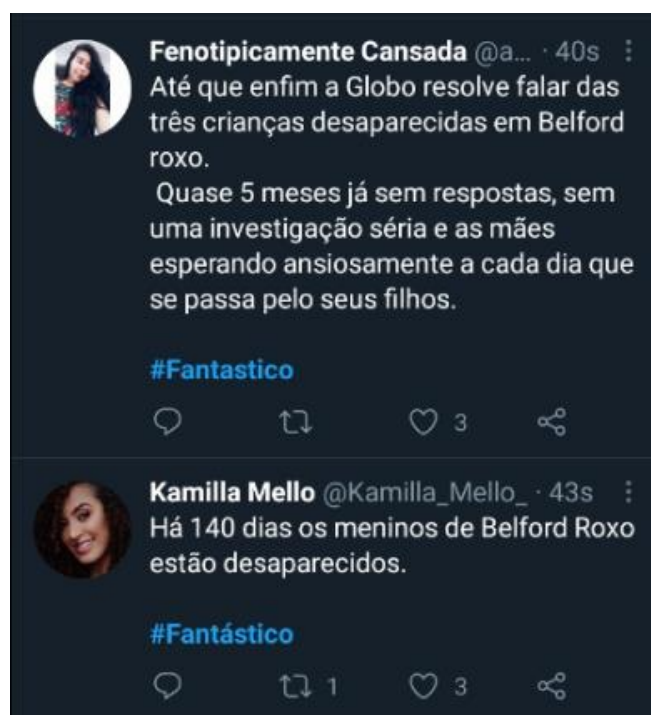 Fenotipicamente Cansada @a... · 40s
Até que enfim a Globo resolve falar das
três crianças desaparecidas em Belford
roxo.
Quase 5 meses já sem respostas, sem
uma investigação séria e as mães
esperando ansiosamente a cada dia que
se passa pelo seus filhos.
#Fantastico
3
Kamilla Mello @Kamilla_Mello_ · 43s
Há 140 dias os meninos de Belford Roxo
estão desaparecidos.
#Fantástico
1 3